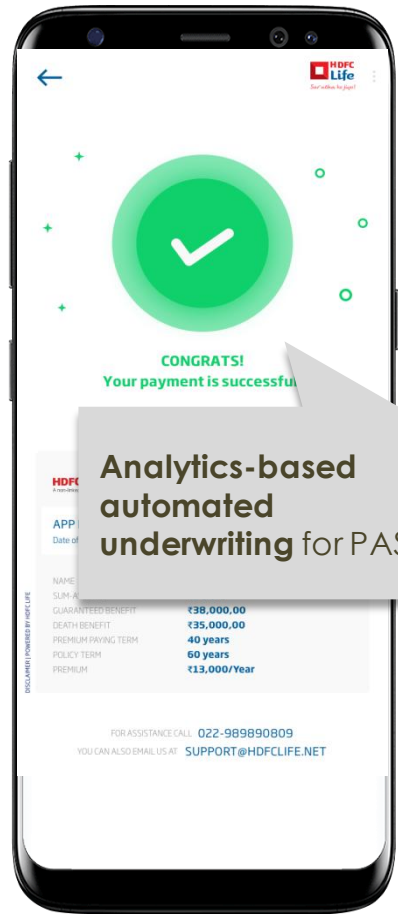 HDFC
Life
CONGRATS!
Your payment is successfu
Analytics-based
automated
underwriting for PAS
HDFC
APP
Date of
NAME
SUM-A
GUARANTEED BENEFIT ₹38,000,00
DEATH BENEFIT ₹35,000,00
PREMIUM PAYING TERM 40 years
POLICY TERM 60 years
PREMIUM ₹13,000/Year
DISCLAIMER | POWERED BY HDFC LIFE
FOR ASSISTANCE CALL 022-989890809
YOU CAN ALSO EMAIL US AT SUPPORT@HDFCLIFE.NET